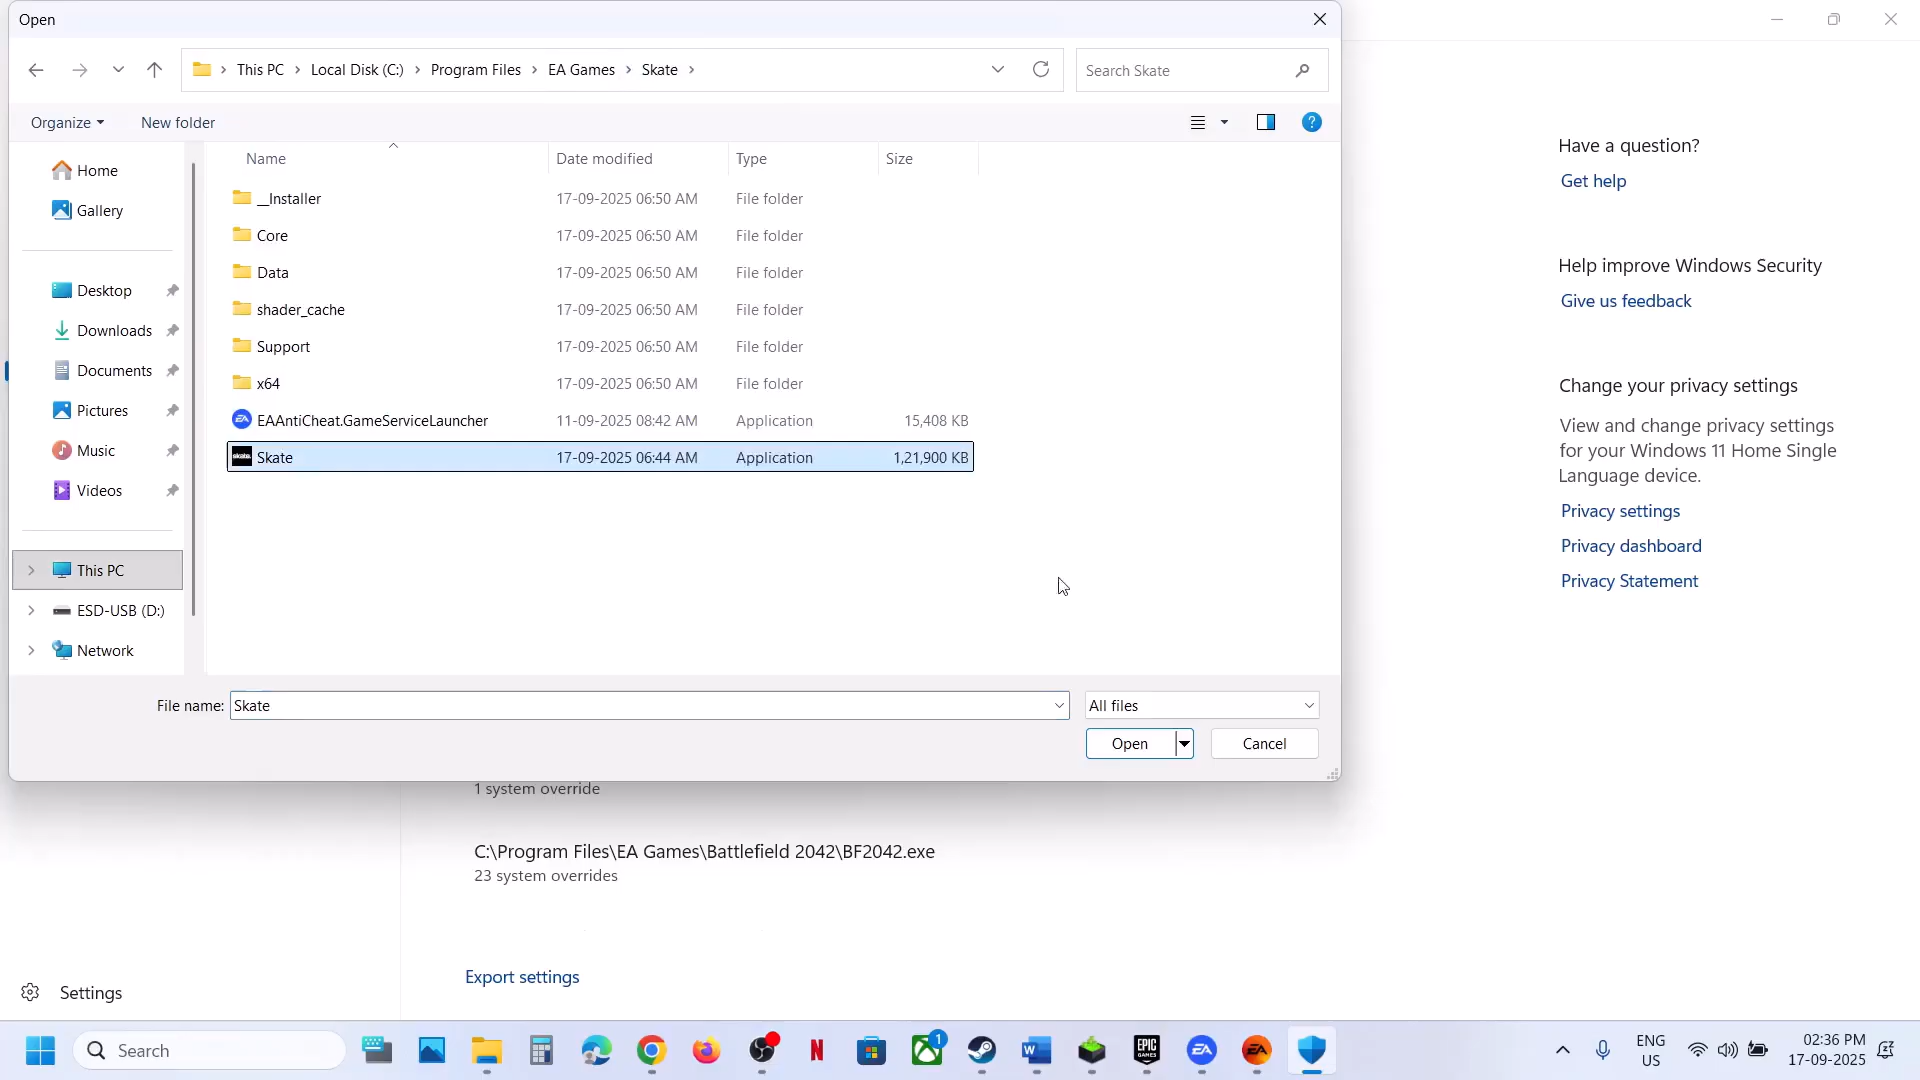 Open
This PC > Local Disk (C:) > Program Files > EA Games > Skate >
Search Skate
Organize
New folder
Name
Date modified
Type
Size
Home
Gallery
Desktop
Downloads
Documents
Pictures
Music
Videos
This PC
ESD-USB (D:)
Network
__Installer 17-09-2025 06:50 AM File folder
Core 17-09-2025 06:50 AM File folder
Data 17-09-2025 06:50 AM File folder
shader_cache 17-09-2025 06:50 AM File folder
Support 17-09-2025 06:50 AM File folder
x64 17-09-2025 06:50 AM File folder
EAAntiCheat.GameServiceLauncher 11-09-2025 08:42 AM Application 15,408 KB
Skate 17-09-2025 06:44 AM Application 1,21,900 KB
File name: Skate
All files
Open
Cancel
Have a question?
Get help
Help improve Windows Security
Give us feedback
Change your privacy settings
View and change privacy settings
for your Windows 11 Home Single
Language device.
Privacy settings
Privacy dashboard
Privacy Statement
1 system override
C:\Program Files\EA Games\Battlefield 2042\BF2042.exe
23 system overrides
Export settings
Settings
Search
N
1
W
EPIC
GAMES
EA
EA
ENG
US
02:36 PM
17-09-2025